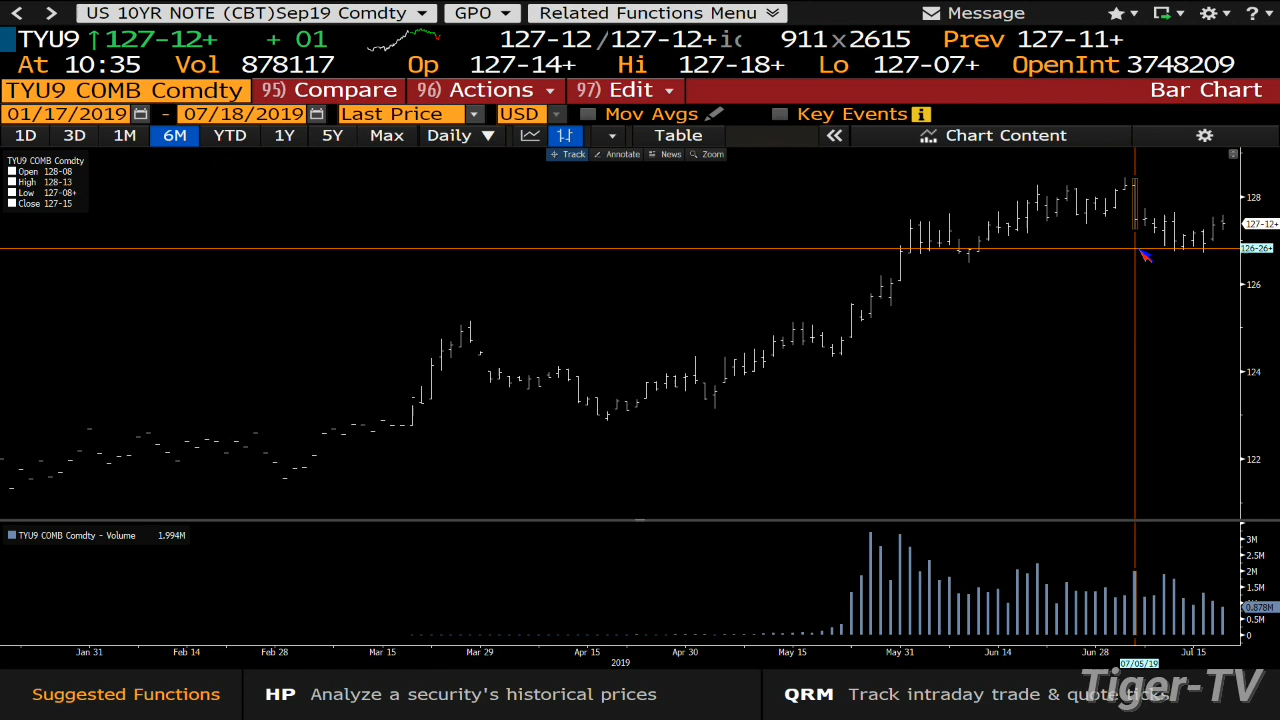 US 10YR NOTE (CBT)Sep19 Comdty GPO Related Functions Menu Message ?
TYU9 ↑127-12+ + 01 127-12 /127-12+ 911x2615 Prev 127-11+
At 10:35 Vol 878117 Op 127-14+ Hi 127-18+ Lo 127-07+ OpenInt 3748209
TYU9 COMB Comdty 95) Compare 96) Actions 97) Edit Bar Chart
01/17/2019 - 07/18/2019 Last Price USD Mov Avgs Key Events
1D 3D 1M 6M YTD 1Y 5Y Max Daily ▼ Table « Chart Content
Track Annotate News Zoom
TYU9 COMB Comdty
Open 128-08
High 128-13
Low 127-08+
Close 127-15
128
127-12+
126-26+
126
124
122
TYU9 COMB Comdty - Volume 1.994M
3M
2.5M
2M
1.5M
0.878M
0.5M
0
Jan 31 Feb 14 Feb 28 Mar 15 Mar 29 Apr 15 Apr 30 May 15 May 31 Jun 14 Jun 28 Jul 15
2019 07/05/19
Suggested Functions HP Analyze a security's historical prices QRM Track intraday trade & quote ticks
Tiger-TV